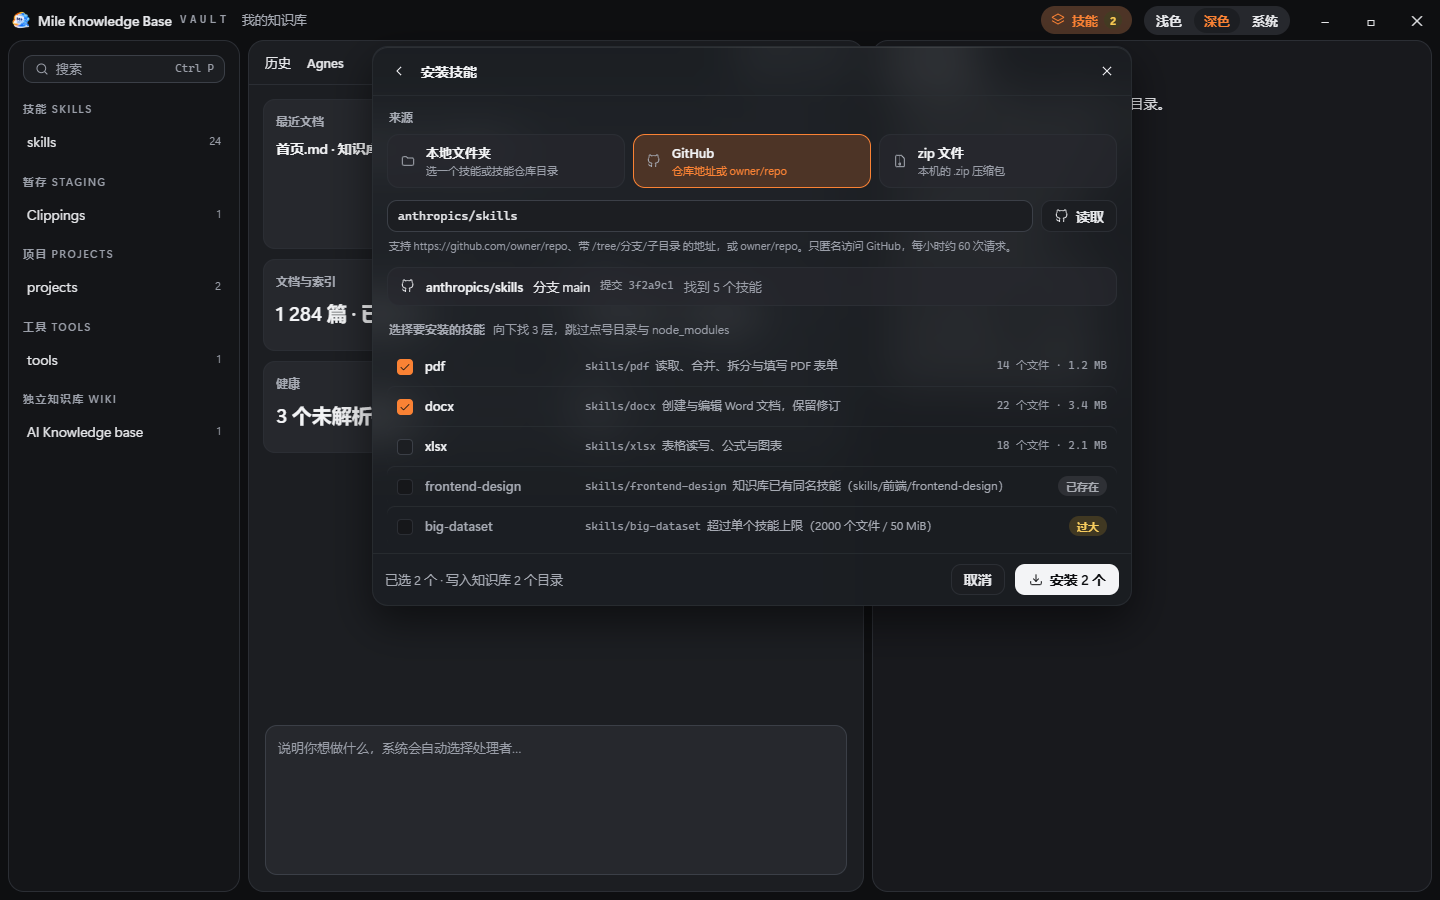 Mile Knowledge Base VAULT 我的知识库
技能 2
浅色 深色 系统
搜索 Ctrl P
技能 SKILLS
skills 24
暂存 STAGING
Clippings 1
项目 PROJECTS
projects 2
工具 TOOLS
tools 1
独立知识库 WIKI
AI Knowledge base 1
历史 Agnes
最近文档
首页.md · 知识库
文档与索引
1 284 篇 · 已
健康
3 个未解析
说明你想做什么，系统会自动选择处理者...
目录。
安装技能
来源
本地文件夹
选一个技能或技能仓库目录
GitHub
仓库地址或 owner/repo
zip 文件
本机的 .zip 压缩包
anthropics/skills
读取
支持 https://github.com/owner/repo、带 /tree/分支/子目录 的地址，或 owner/repo。只匿名访问 GitHub，每小时约 60 次请求。
anthropics/skills 分支 main 提交 3f2a9c1 找到 5 个技能
选择要安装的技能 向下找 3 层，跳过点号目录与 node_modules
pdf skills/pdf 读取、合并、拆分与填写 PDF 表单 14 个文件 · 1.2 MB
docx skills/docx 创建与编辑 Word 文档，保留修订 22 个文件 · 3.4 MB
xlsx skills/xlsx 表格读写、公式与图表 18 个文件 · 2.1 MB
frontend-design skills/frontend-design 知识库已有同名技能（skills/前端/frontend-design） 已存在
big-dataset skills/big-dataset 超过单个技能上限（2000 个文件 / 50 MiB） 过大
已选 2 个 · 写入知识库 2 个目录
取消
安装 2 个